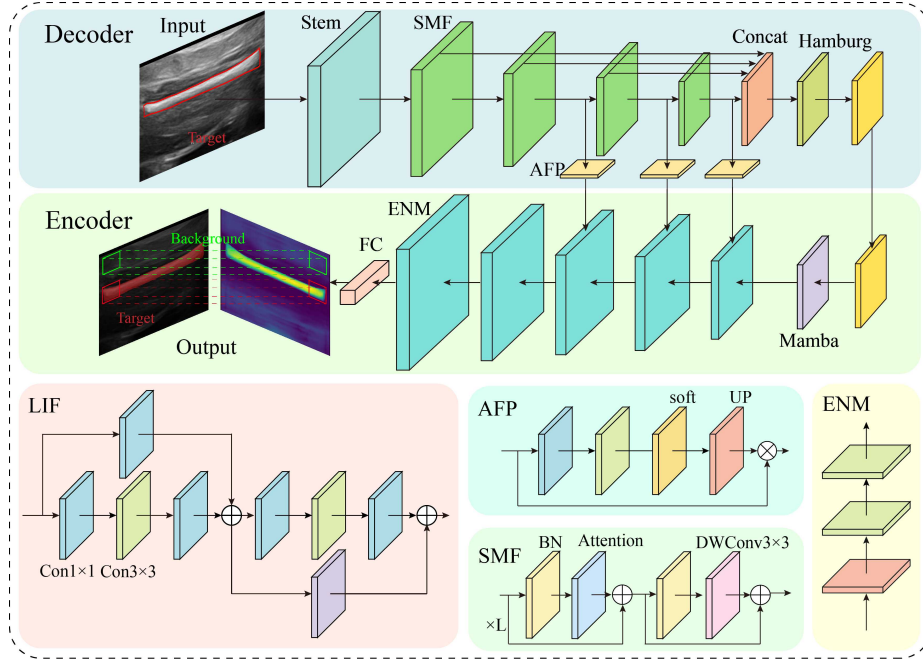 Decoder
Input
Stem
SMF
Concat
Hamburg
Target
AFP
Encoder
ENM
Background
FC
Target
Output
Mamba
LIF
Con1×1
Con3×3
AFP
soft
UP
SMF
BN
Attention
DWConv3×3
×L
ENM